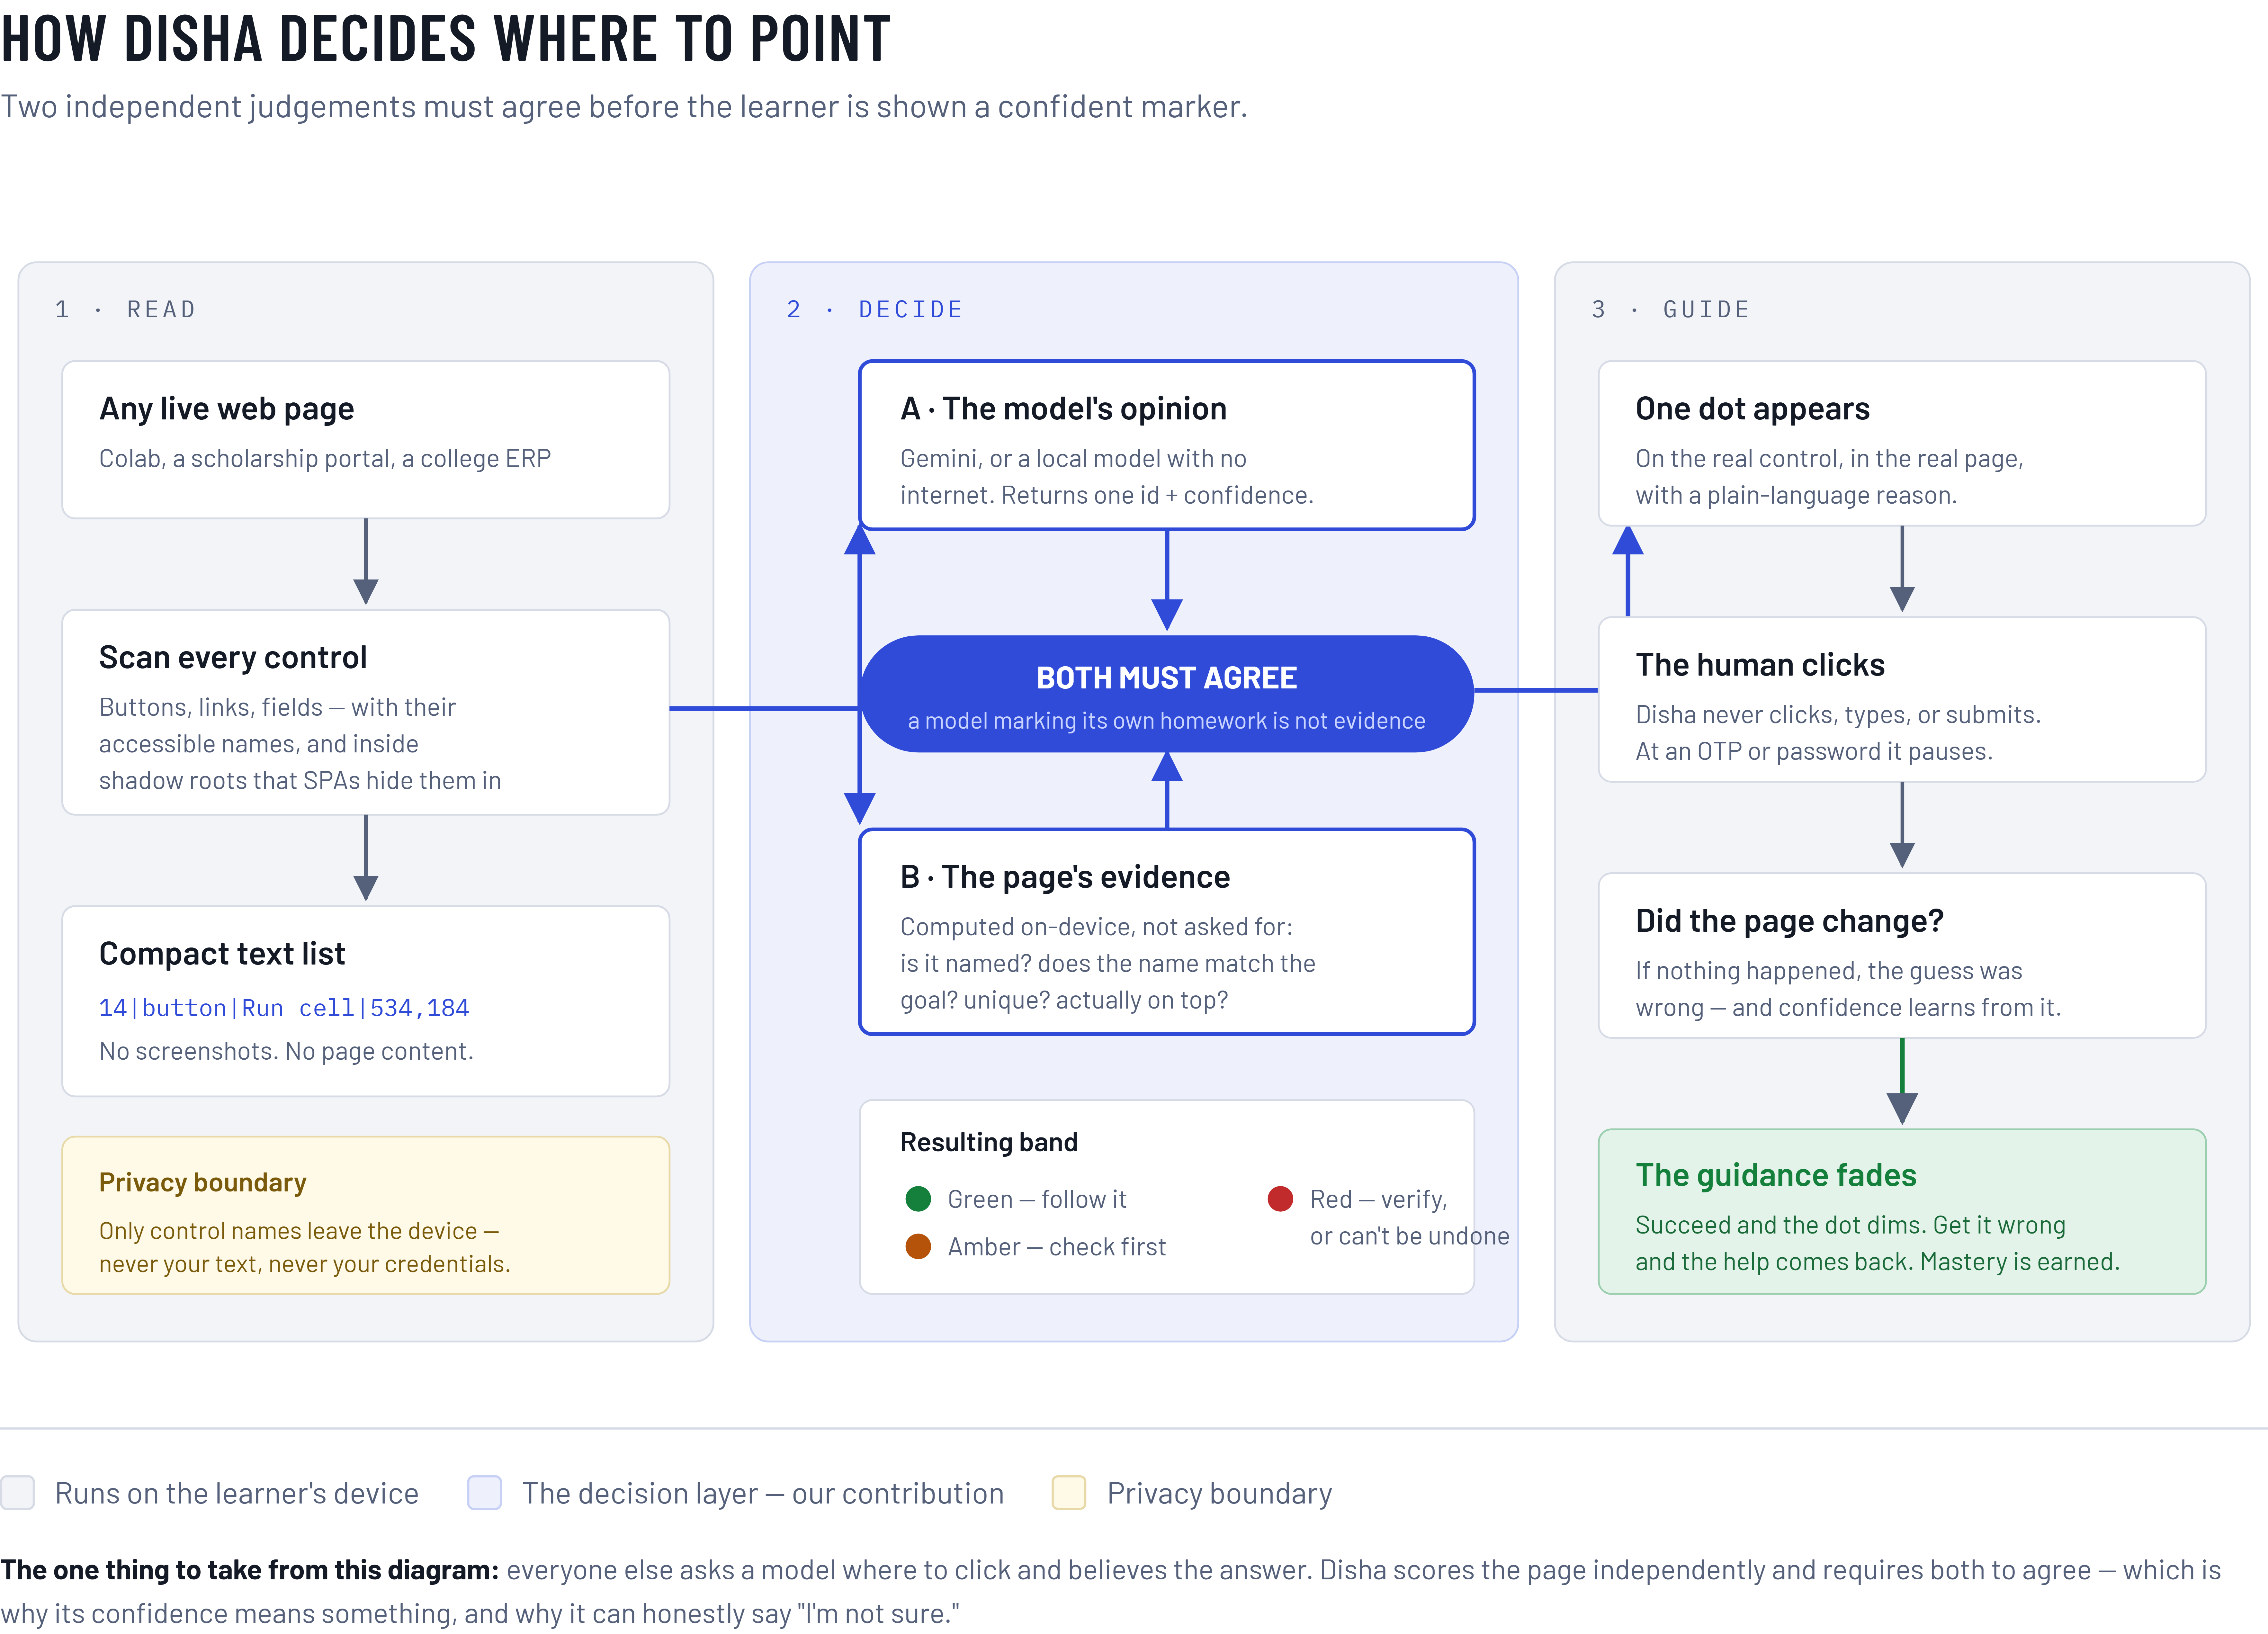 HOW DISHA DECIDES WHERE TO POINT
Two independent judgements must agree before the learner is shown a confident marker.
1 · READ
Any live web page
Colab, a scholarship portal, a college ERP
Scan every control
Buttons, links, fields — with their
accessible names, and inside
shadow roots that SPAs hide them in
Compact text list
14|button|Run cell|534,184
No screenshots. No page content.
Privacy boundary
Only control names leave the device —
never your text, never your credentials.
2 · DECIDE
A · The model's opinion
Gemini, or a local model with no
internet. Returns one id + confidence.
BOTH MUST AGREE
a model marking its own homework is not evidence
B · The page's evidence
Computed on-device, not asked for:
is it named? does the name match the
goal? unique? actually on top?
Resulting band
Green — follow it
Amber — check first
Red — verify,
or can't be undone
3 · GUIDE
One dot appears
On the real control, in the real page,
with a plain-language reason.
The human clicks
Disha never clicks, types, or submits.
At an OTP or password it pauses.
Did the page change?
If nothing happened, the guess was
wrong — and confidence learns from it.
The guidance fades
Succeed and the dot dims. Get it wrong
and the help comes back. Mastery is earned.
Runs on the learner's device
The decision layer — our contribution
Privacy boundary
The one thing to take from this diagram: everyone else asks a model where to click and believes the answer. Disha scores the page independently and requires both to agree — which is
why its confidence means something, and why it can honestly say "I'm not sure."